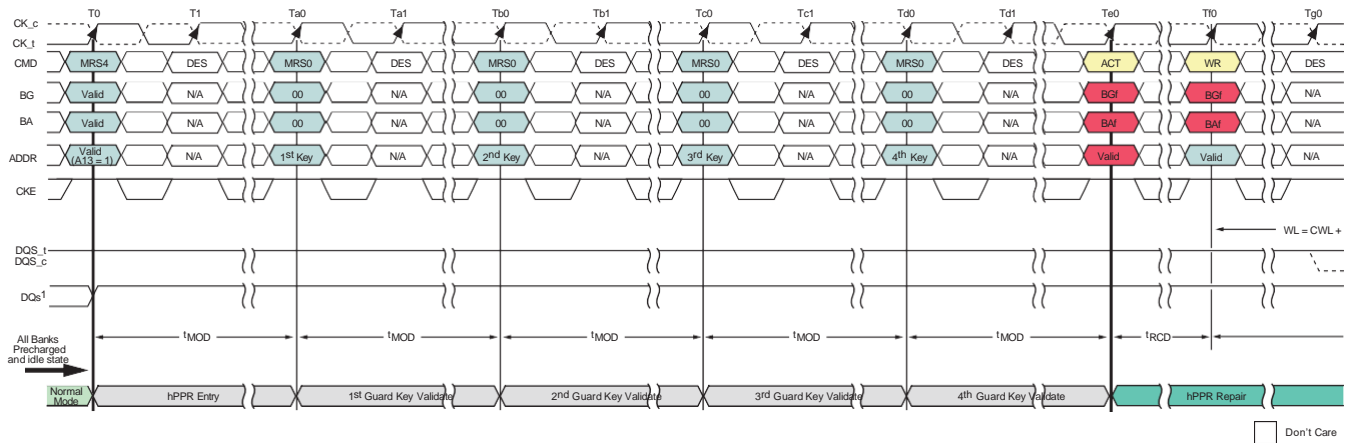 T0 T1 Ta0 Ta1 Tb0 Tb1 Tc0 Tc1 Td0 Td1 Te0 Tf0 Tg0
CK_c
CK_t
CMD MRS4 DES MRS0 DES MRS0 DES MRS0 DES MRS0 DES ACT WR DES
BG Valid N/A 00 N/A 00 N/A 00 N/A 00 N/A BGf BGf N/A
BA Valid N/A 00 N/A 00 N/A 00 N/A 00 N/A BAf BAf N/A
ADDR Valid (A13 = 1) N/A 1st Key N/A 2nd Key N/A 3rd Key N/A 4th Key N/A Valid Valid N/A
CKE
WL = CWL +
DQS_t
DQS_c
DQs1
tMOD tMOD tMOD tMOD tMOD tRCD
All Banks
Precharged
and idle state
Normal Mode hPPR Entry 1st Guard Key Validate 2nd Guard Key Validate 3rd Guard Key Validate 4th Guard Key Validate hPPR Repair
Don't Care